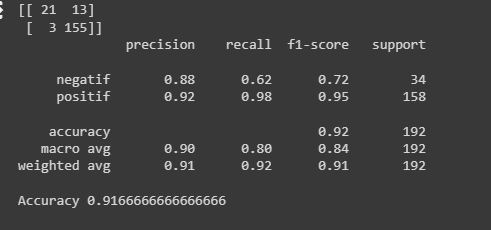 [[ 21  13]
 [  3 155]]
              precision    recall  f1-score   support

     negatif       0.88      0.62      0.72        34
     positif       0.92      0.98      0.95       158

    accuracy                           0.92       192
   macro avg       0.90      0.80      0.84       192
weighted avg       0.91      0.92      0.91       192

Accuracy 0.9166666666666666